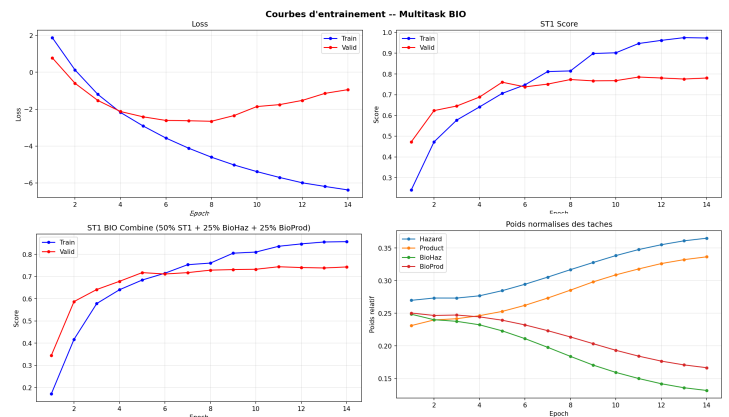 Courbes d'entrainement -- Multitask BIO
Loss
Train
Valid
2
0
−2
−4
−6
Loss
2
4
6
8
10
12
14
Epoch
ST1 Score
Train
Valid
1.0
0.9
0.8
0.7
0.6
0.5
0.4
0.3
Score
2
4
6
8
10
12
14
Epoch
ST1 BIO Combine (50% ST1 + 25% BioHaz + 25% BioProd)
Train
Valid
0.8
0.7
0.6
0.5
0.4
0.3
0.2
Score
2
4
6
8
10
12
14
Epoch
Poids normalises des taches
Hazard
Product
BioHaz
BioProd
0.35
0.30
0.25
0.20
0.15
Poids relatif
2
4
6
8
10
12
14
Epoch